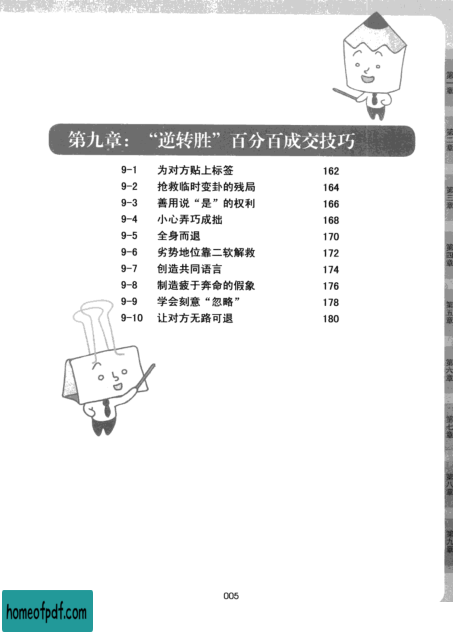 第九章：“逆转胜”百分百成交技巧
9-1 为对方贴上标签 162
9-2 抢救临时变卦的残局 164
9-3 善用说“是”的权利 166
9-4 小心弄巧成拙 168
9-5 全身而退 170
9-6 劣势地位靠二软解救 172
9-7 创造共同语言 174
9-8 制造疲于奔命的假象 176
9-9 学会刻意“忽略” 178
9-10 让对方无路可退 180
第一章
第二章
第三章
第四章
第五章
第六章
第七章
第八章
第九章
005
homeofpdf.com